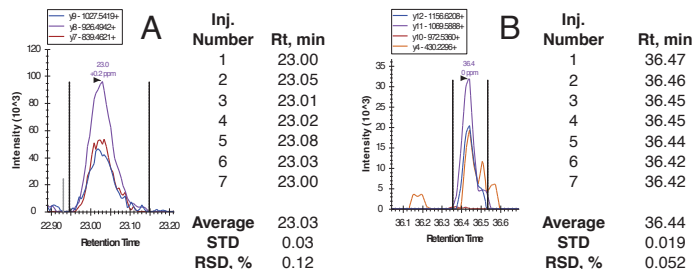 y9 - 1027.5419+
y8 - 926.4942+
y7 - 839.4621+
A
Intensity (10^3)
120
100
80
60
40
20
0
23.0
+0.2 ppm
22.90 23.00 23.10 23.20
Retention Time
Inj. Number Rt, min
1 23.00
2 23.05
3 23.01
4 23.02
5 23.08
6 23.03
7 23.00
Average 23.03
STD 0.03
RSD, % 0.12
y12 - 1156.6208+
y11 - 1069.5888+
y10 - 972.5360+
y4 - 430.2296+
B
Intensity (10^3)
35
30
25
20
15
10
5
0
36.4
0 ppm
36.1 36.2 36.3 36.4 36.5 36.6
Retention Time
Inj. Number Rt, min
1 36.47
2 36.46
3 36.45
4 36.45
5 36.44
6 36.42
7 36.42
Average 36.44
STD 0.019
RSD, % 0.052